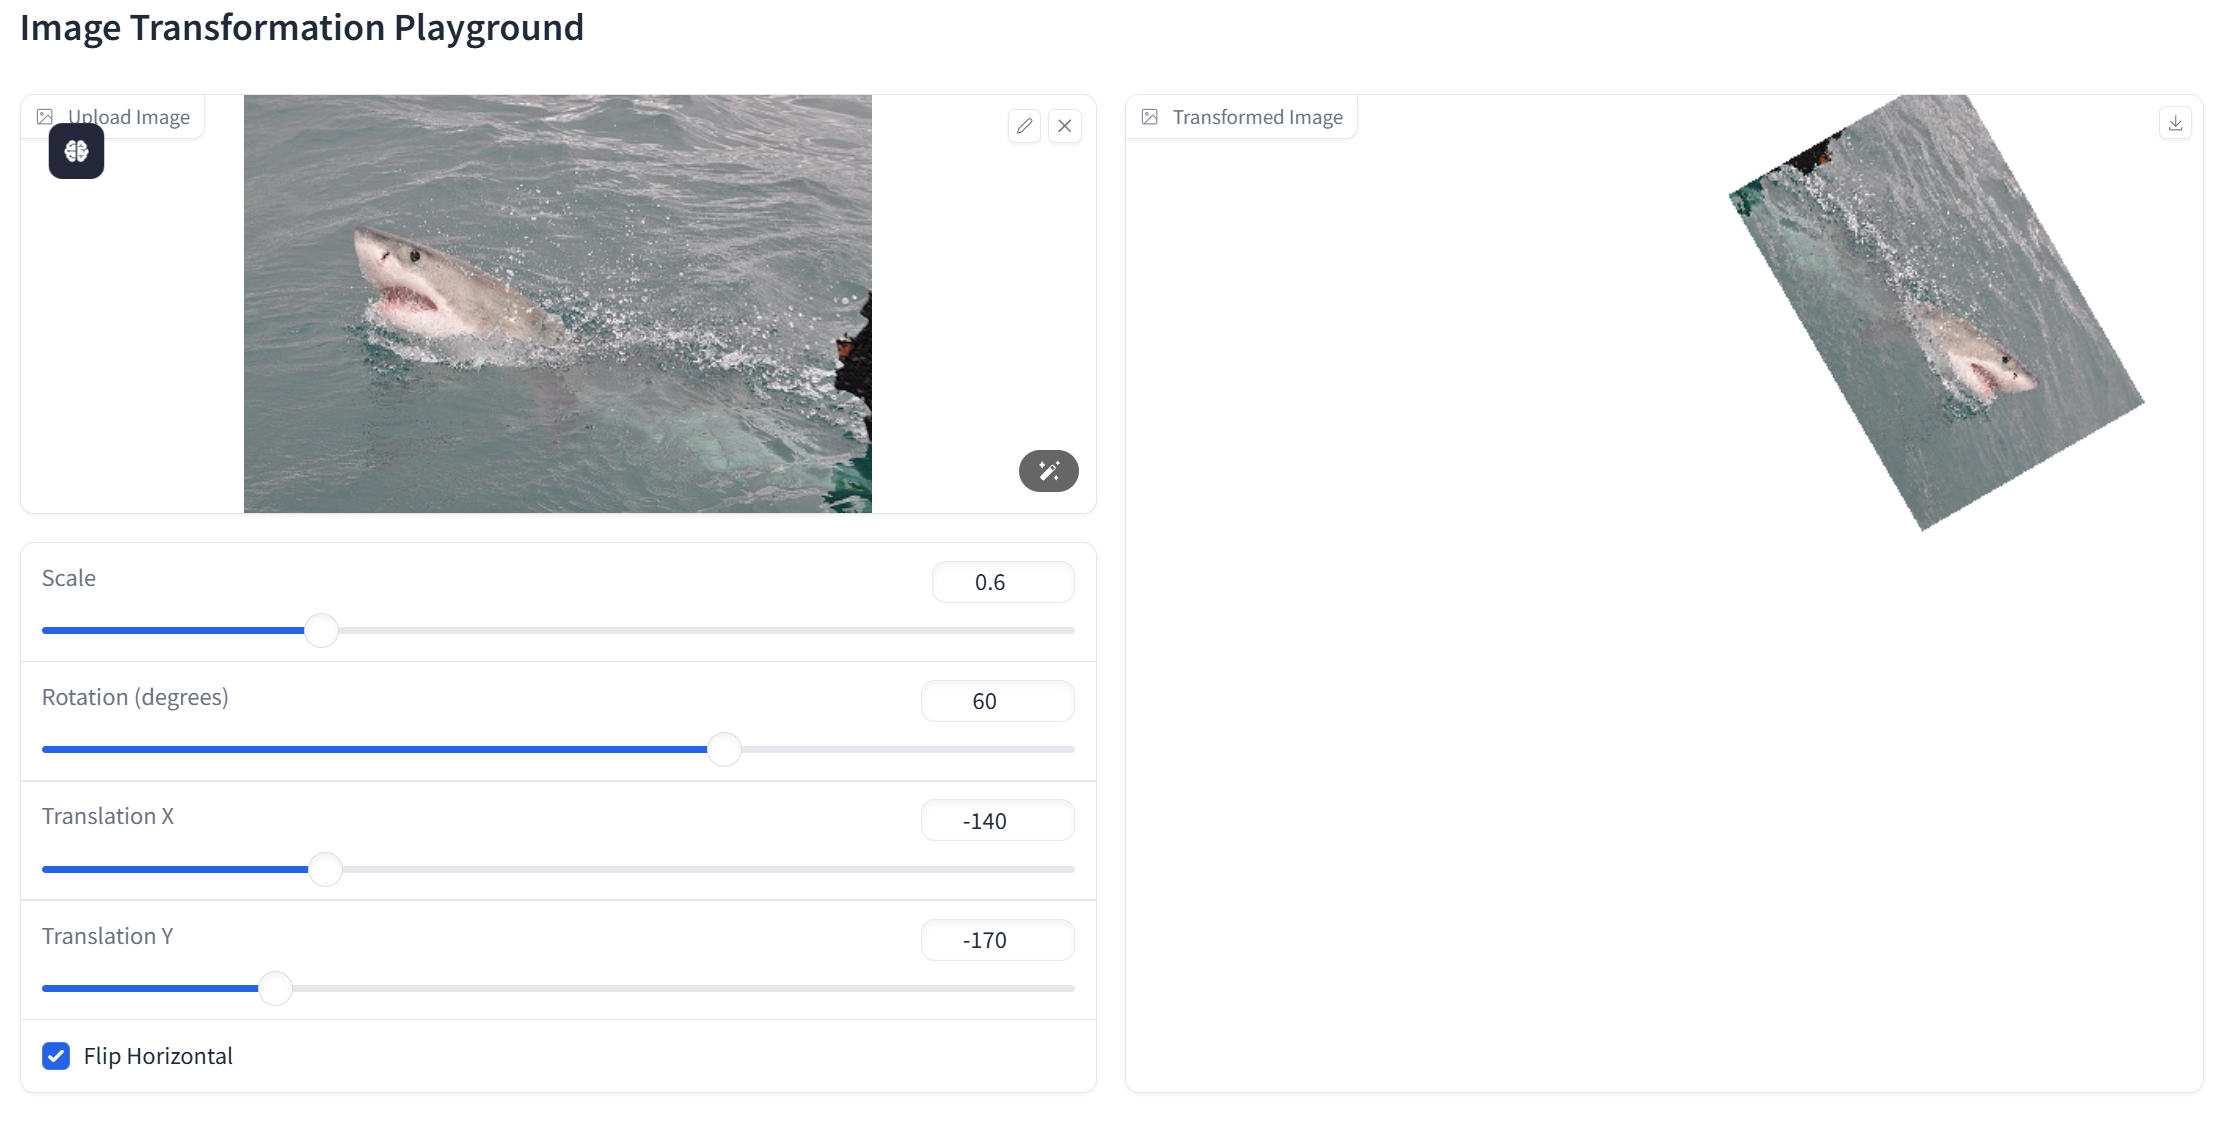 Image Transformation Playground
Upload Image
Transformed Image
Scale
0.6
Rotation (degrees)
60
Translation X
-140
Translation Y
-170
Flip Horizontal